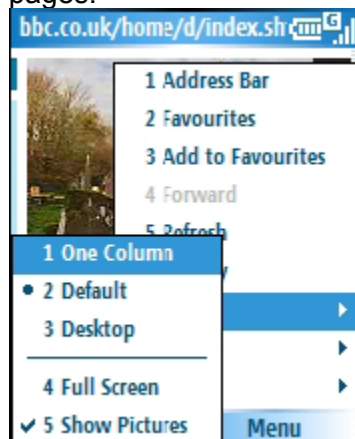 pages.
bbc.co.uk/home/d/index.sh
G
1 Address Bar
2 Favourites
3 Add to Favourites
4 Forward
5 Refresh
1 One Column
2 Default
3 Desktop
4 Full Screen
5 Show Pictures
Menu